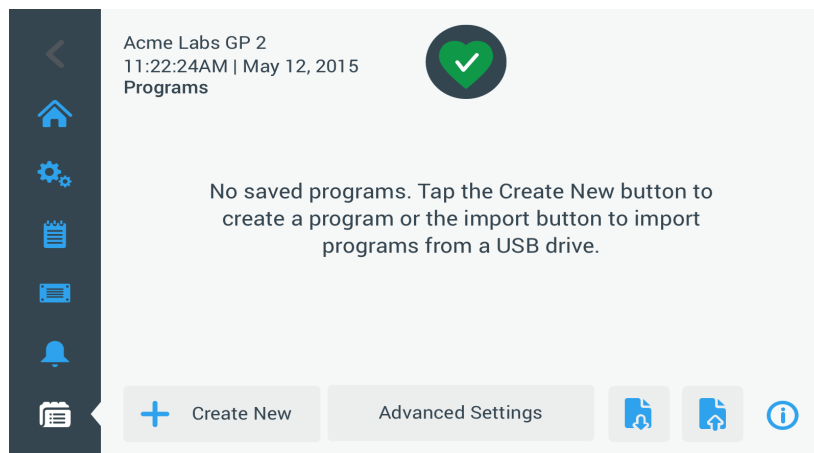 Acme Labs GP 2
11:22:24AM | May 12, 2015
Programs
No saved programs. Tap the Create New button to
create a program or the import button to import
programs from a USB drive.
Create New
Advanced Settings